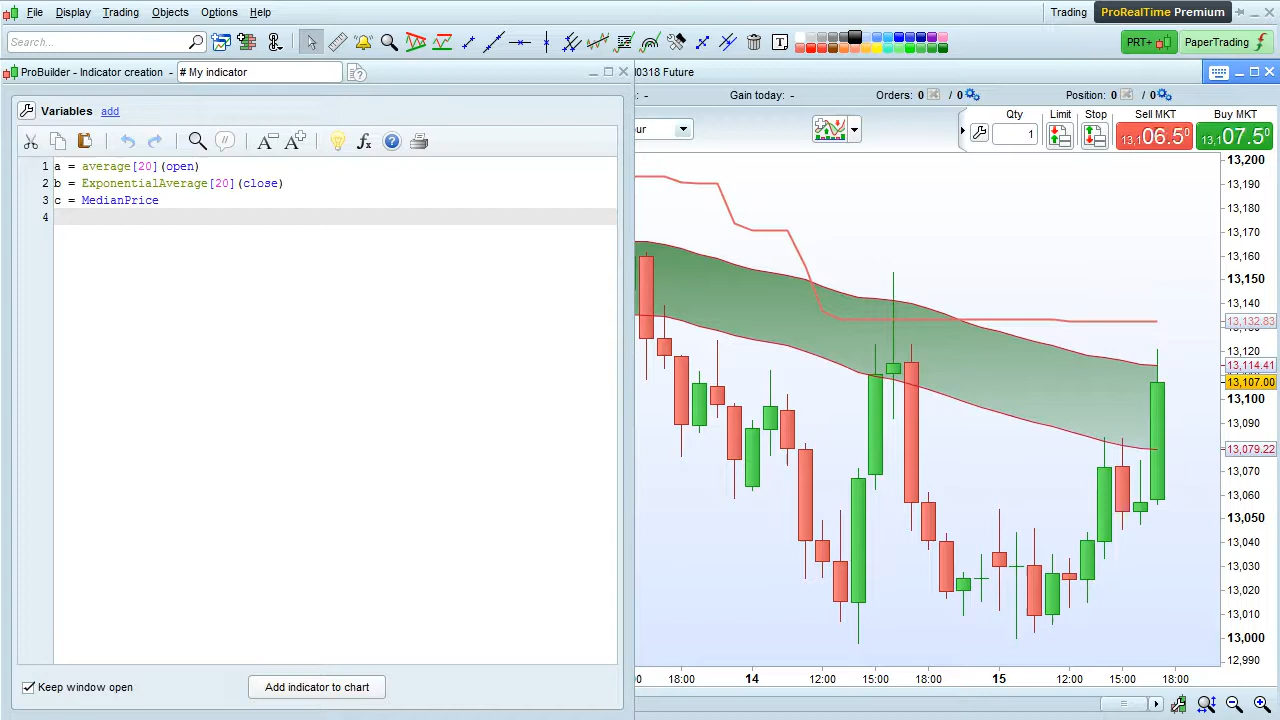 File Display Trading Objects Options Help
Trading ProRealTime Premium
Search...
T
PRT+ PaperTrading
ProBuilder - Indicator creation - # My indicator
0318 Future
Variables add
- Gain today: - Orders: 0 / 0 Position: 0 / 0
Qty Limit Stop Sell MKT Buy MKT
1 13,106.50 13,107.50
1 a = average[20](open)
2 b = ExponentialAverage[20](close)
3 c = MedianPrice
4
13,200
13,190
13,180
13,170
13,160
13,150
13,140
13,132.83
13,120
13,114.41
13,107.00
13,100
13,090
13,079.22
13,070
13,060
13,050
13,040
13,030
13,020
13,010
13,000
12,990
18:00 14 12:00 15:00 18:00 15 12:00 15:00 18:00
Keep window open Add indicator to chart